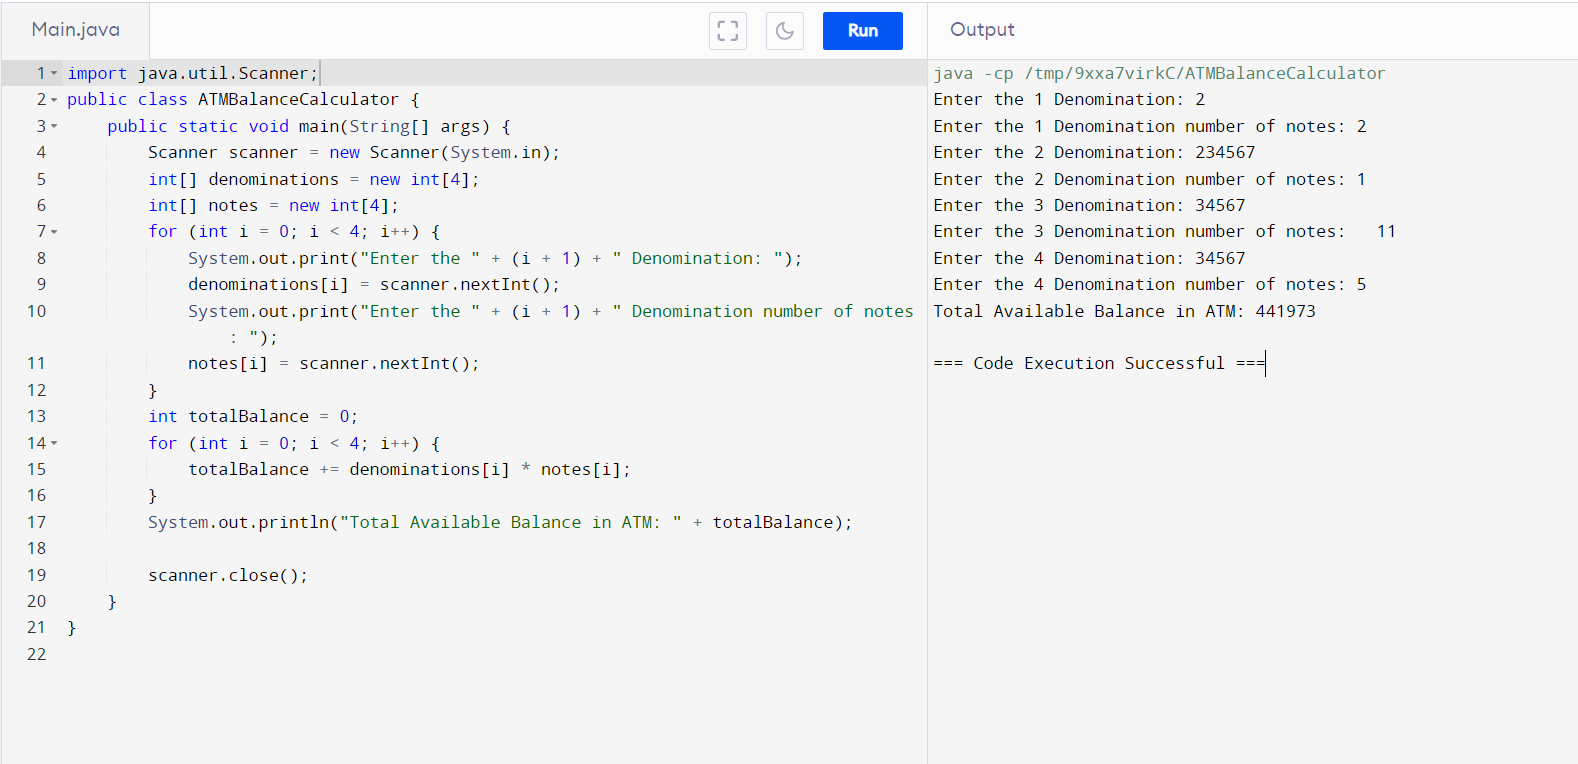 Main.java
Run
Output
1 import java.util.Scanner;
2 public class ATMBalanceCalculator {
3     public static void main(String[] args) {
4         Scanner scanner = new Scanner(System.in);
5         int[] denominations = new int[4];
6         int[] notes = new int[4];
7         for (int i = 0; i < 4; i++) {
8             System.out.print("Enter the " + (i + 1) + " Denomination: ");
9             denominations[i] = scanner.nextInt();
10             System.out.print("Enter the " + (i + 1) + " Denomination number of notes
: ");
11             notes[i] = scanner.nextInt();
12         }
13         int totalBalance = 0;
14         for (int i = 0; i < 4; i++) {
15             totalBalance += denominations[i] * notes[i];
16         }
17         System.out.println("Total Available Balance in ATM: " + totalBalance);
18
19         scanner.close();
20     }
21 }
22
java -cp /tmp/9xxa7virkC/ATMBalanceCalculator
Enter the 1 Denomination: 2
Enter the 1 Denomination number of notes: 2
Enter the 2 Denomination: 234567
Enter the 2 Denomination number of notes: 1
Enter the 3 Denomination: 34567
Enter the 3 Denomination number of notes:   11
Enter the 4 Denomination: 34567
Enter the 4 Denomination number of notes: 5
Total Available Balance in ATM: 441973
=== Code Execution Successful ===